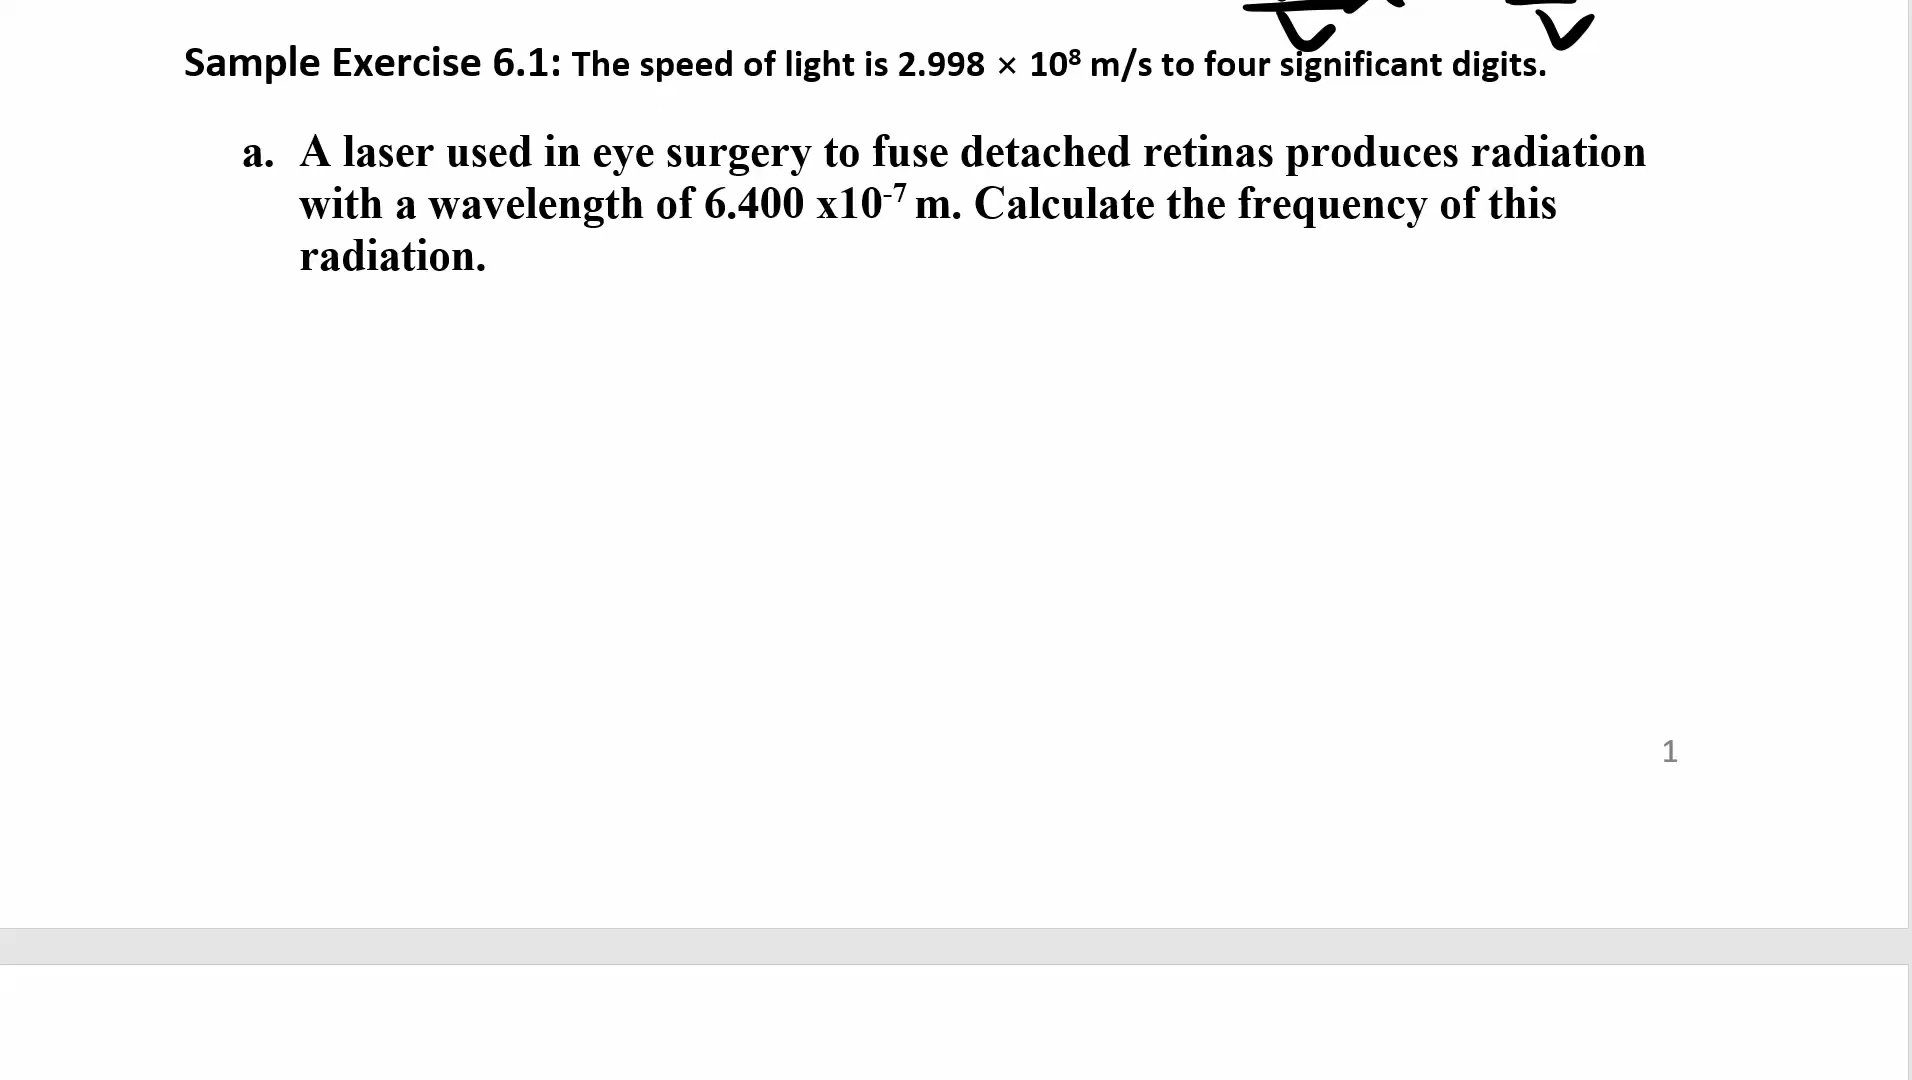 Sample Exercise 6.1: The speed of light is 2.998 × 10⁸ m/s to four significant digits.
a. A laser used in eye surgery to fuse detached retinas produces radiation
with a wavelength of 6.400 x10⁻⁷ m. Calculate the frequency of this
radiation.
1